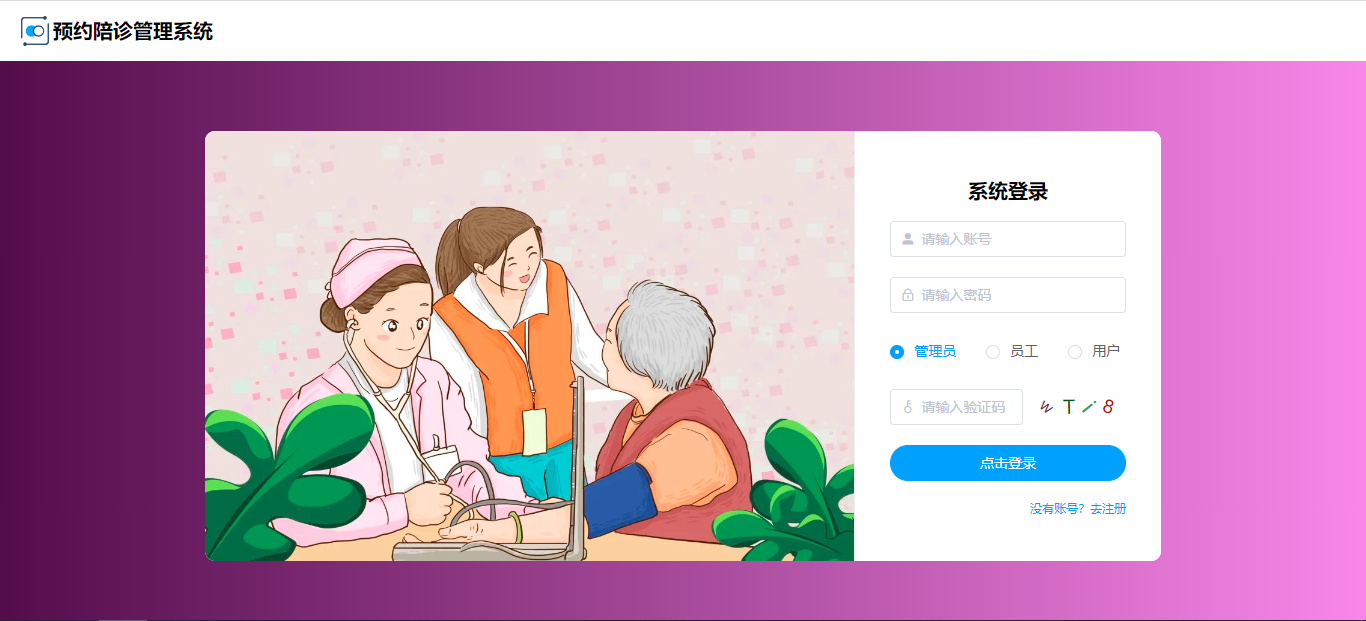 预约陪诊管理系统
系统登录
请输入账号
请输入密码
管理员 员工 用户
请输入验证码 T 8
点击登录
没有账号？去注册